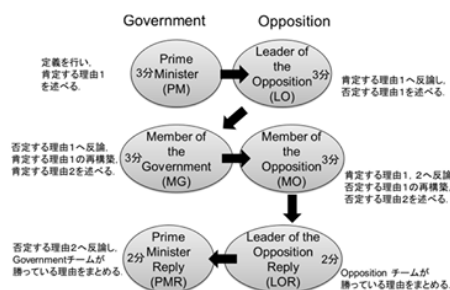 Government
Opposition
定義を行い,
肯定する理由1
を述べる.
3分
Prime
Minister
(PM)
Leader of
the
Opposition
(LO)
3分
肯定する理由1へ反論し,
否定する理由1を述べる.
否定する理由1へ反論,
肯定する理由1の再構築,
肯定する理由2を述べる.
3分
Member of
the
Government
(MG)
Member of
the
Opposition
(MO)
3分
肯定する理由1, 2へ反論
否定する理由1の再構築,
否定する理由2を述べる.
否定する理由2へ反論し,
Governmentチームが
勝っている理由をまとめる.
2分
Prime
Minister
Reply
(PMR)
Leader of
the
Opposition
Reply
(LOR)
2分
Opposition チームが
勝っている理由をまとめる.